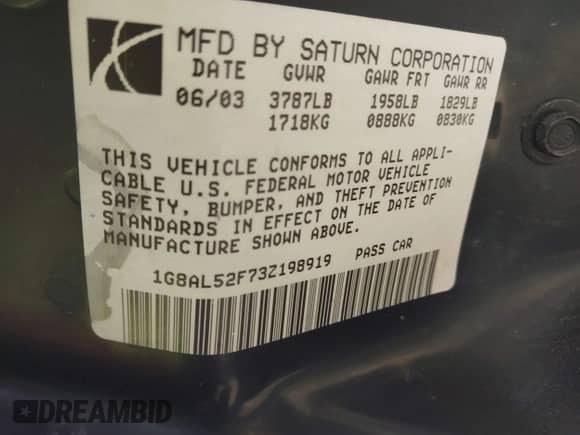 MFD BY SATURN CORPORATION
DATE GVWR GAWR FRT GAWR RR
06/03 3787LB 1958LB 1829LB
1718KG 0888KG 0830KG
THIS VEHICLE CONFORMS TO ALL APPLI-
CABLE U.S. FEDERAL MOTOR VEHICLE
SAFETY, BUMPER, AND THEFT PREVENTION
STANDARDS IN EFFECT ON THE DATE OF
MANUFACTURE SHOWN ABOVE.
1G8AL52F73Z198919 PASS CAR
DREAMBID